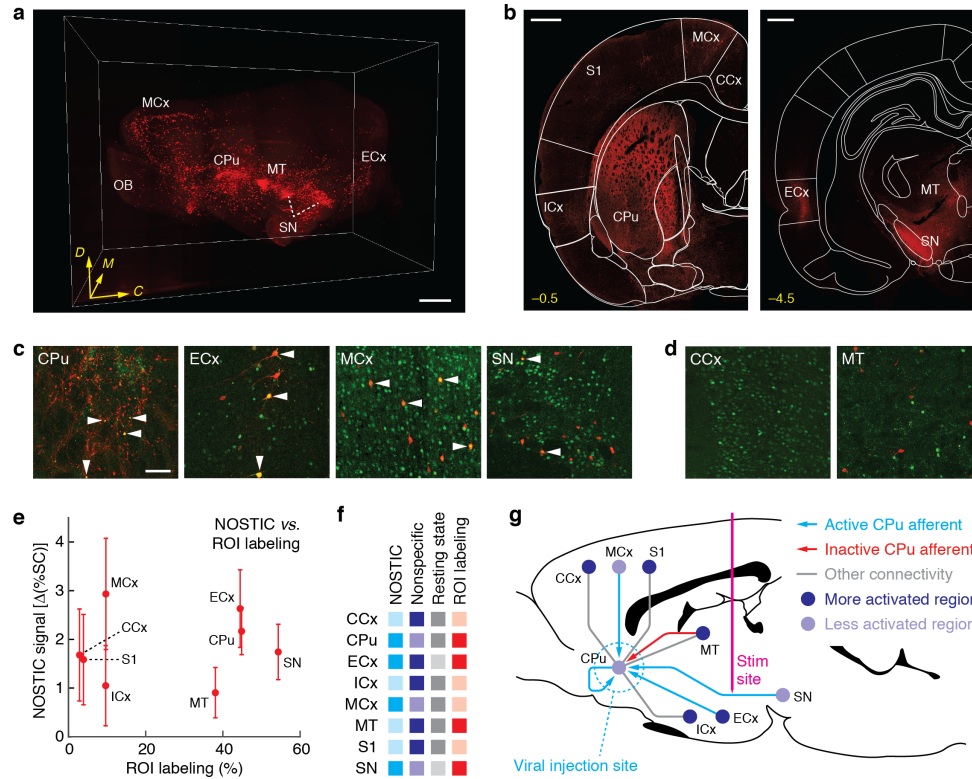 a
MCx
CPu
MT
ECx
OB
SN
D
M
C
b
MCx
S1
CCx
ICx
CPu
–0.5
ECx
MT
SN
–4.5
c
CPu
ECx
MCx
SN
d
CCx
MT
e
NOSTIC vs.
ROI labeling
NOSTIC signal [Δ(%SC)]
4
3
2
1
0
MCx
CCx
S1
ICx
ECx
CPu
MT
SN
0
20
40
60
ROI labeling (%)
f
NOSTIC
Nonspecific
Resting state
ROI labeling
CCx
CPu
ECx
ICx
MCx
MT
S1
SN
g
MCx
S1
CCx
CPu
MT
Stim
site
SN
ICx
ECx
Viral injection site
Active CPu afferent
Inactive CPu afferent
Other connectivity
More activated region
Less activated region